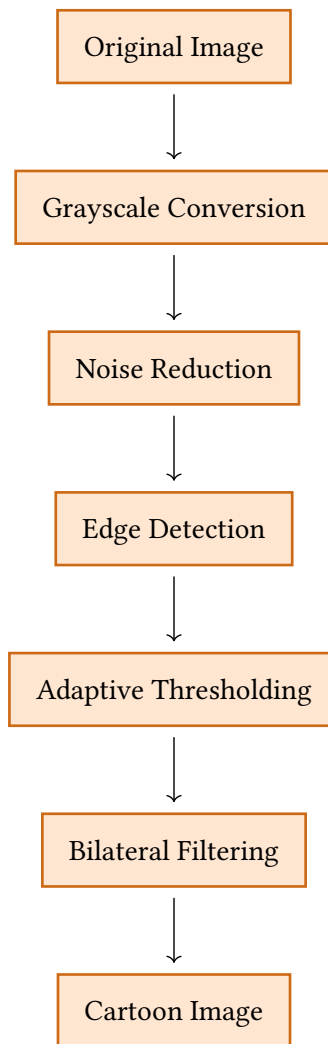 Original Image
Grayscale Conversion
Noise Reduction
Edge Detection
Adaptive Thresholding
Bilateral Filtering
Cartoon Image